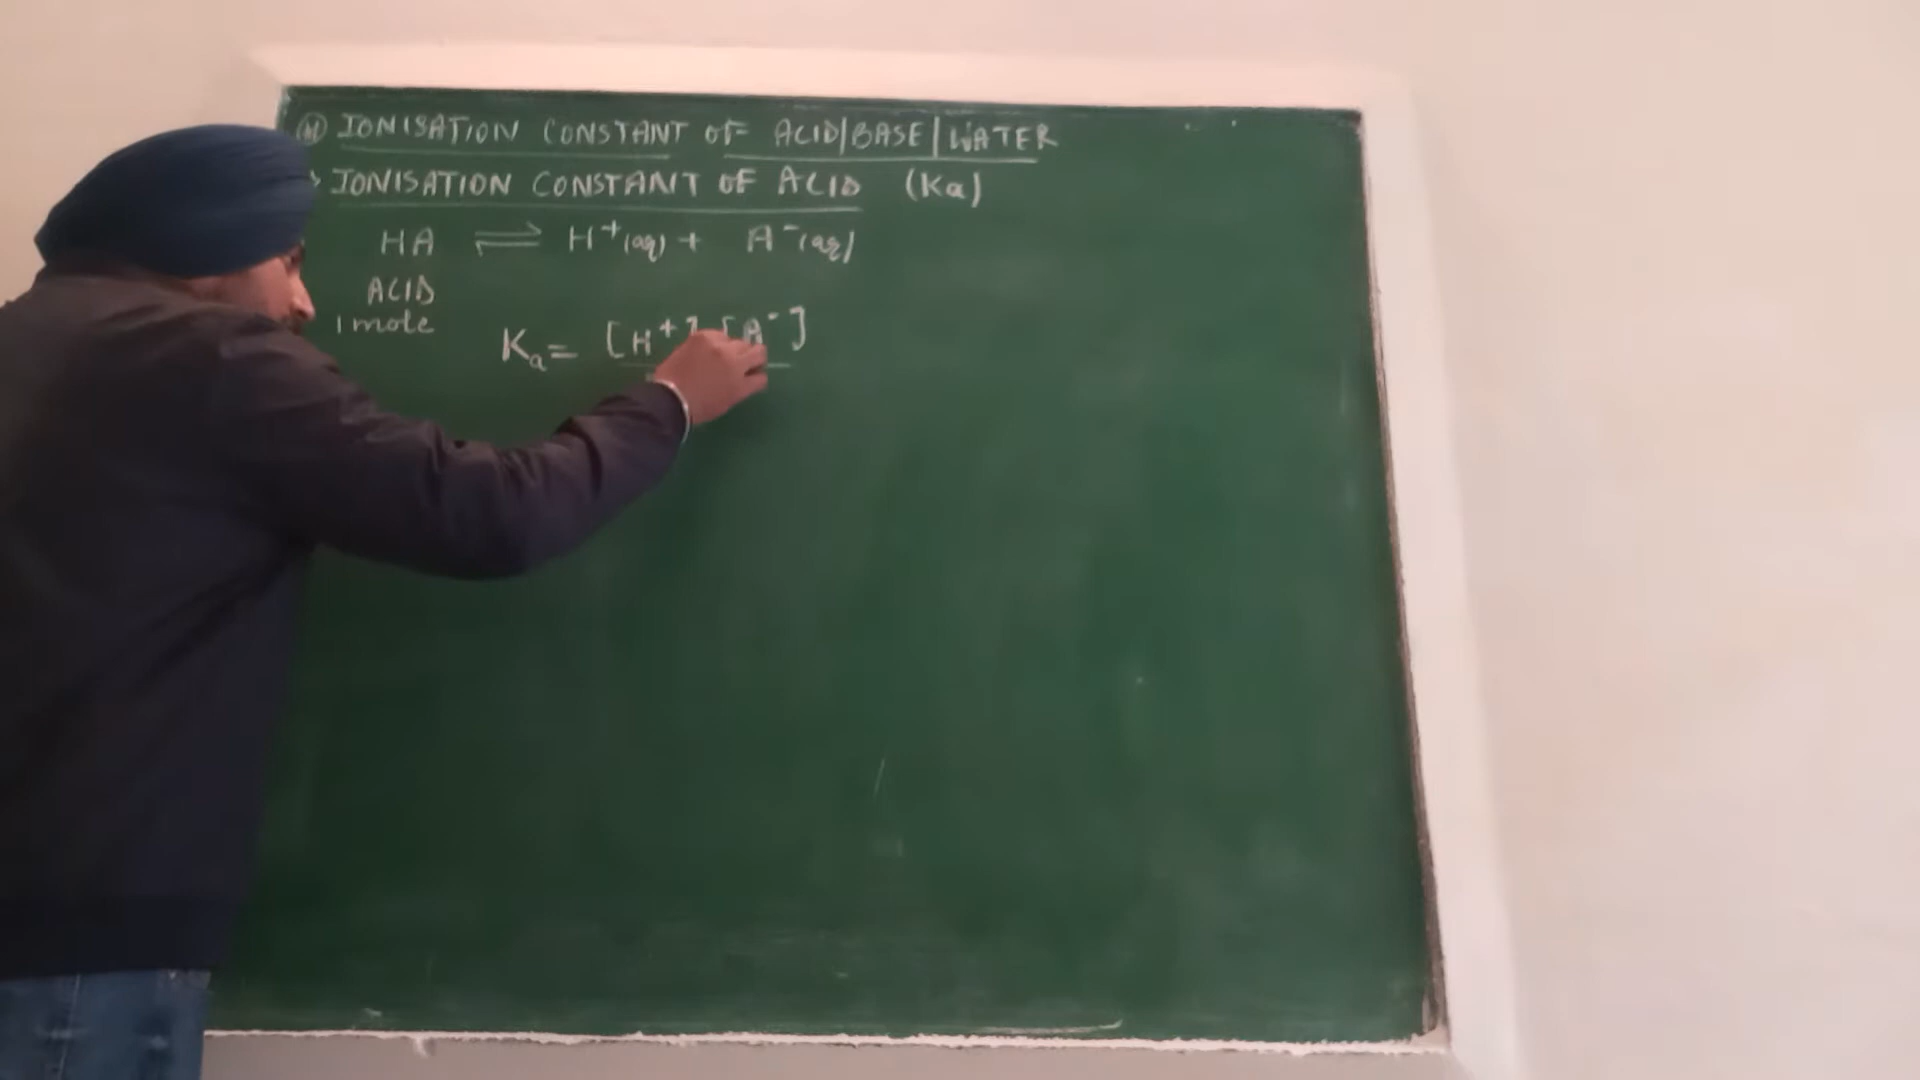 IONISATION CONSTANT OF ACID/BASE/WATER
IONISATION CONSTANT OF ACID (Ka)
HA ⇌ H⁺(aq) + A⁻(aq)
ACID
1 mole
Ka = [H⁺] [A⁻]